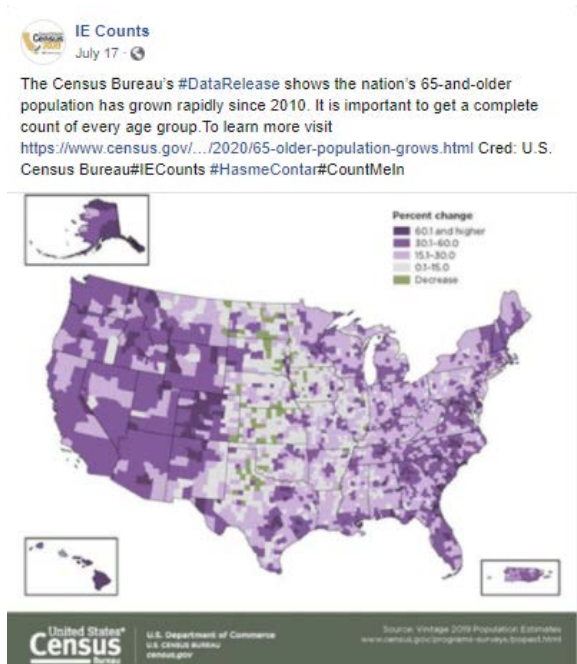 IE Counts
July 17
The Census Bureau's #DataRelease shows the nation's 65-and-older
population has grown rapidly since 2010. It is important to get a complete
count of every age group.To learn more visit
https://www.census.gov/.../2020/65-older-population-grows.html Cred: U.S.
Census Bureau#IECounts #HasmeContar#CountMeIn
Percent change
60.1 and higher
30.1-60.0
15.1-30.0
0.1-15.0
Decrease
United States®
Census
Bureau
U.S. Department of Commerce
U.S. CENSUS BUREAU
census.gov
Source: Vintage 2019 Population Estimates
www.census.gov/programs-surveys/popest.html